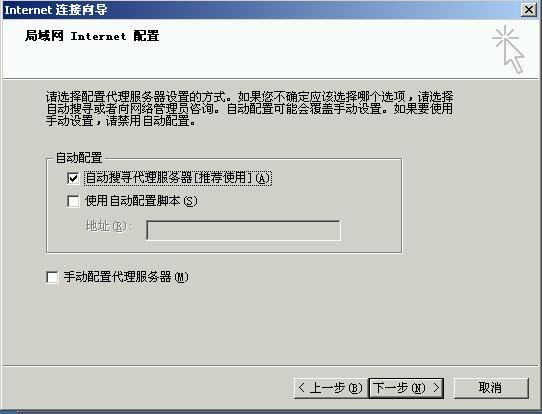 Internet 连接向导
局域网 Internet 配置
请选择配置代理服务器设置的方式。如果您不确定应该选择哪个选项，请选择
自动搜寻或者向网络管理员咨询。自动配置可能会覆盖手动设置。如果要使用
手动设置，请禁用自动配置。
自动配置
自动搜寻代理服务器[推荐使用](A)
使用自动配置脚本(S)
地址(R):
手动配置代理服务器(M)
< 上一步(B) 下一步(N) > 取消